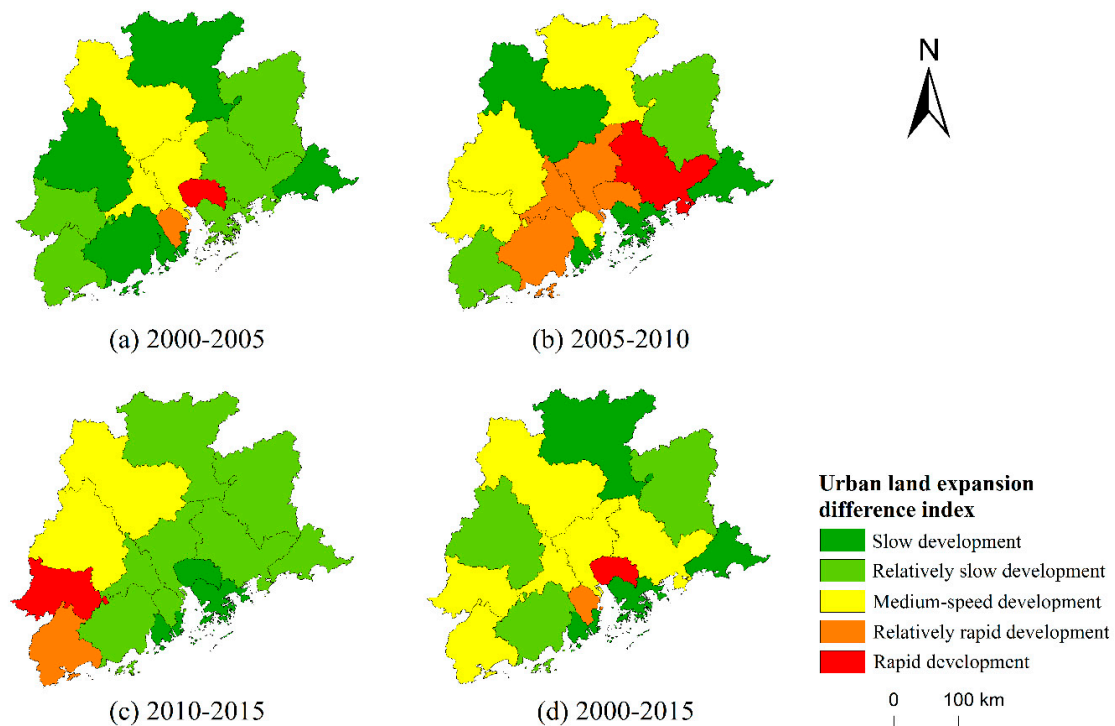 N
(a) 2000-2005
(b) 2005-2010
(c) 2010-2015
(d) 2000-2015
Urban land expansion
difference index
Slow development
Relatively slow development
Medium-speed development
Relatively rapid development
Rapid development
0 100 km